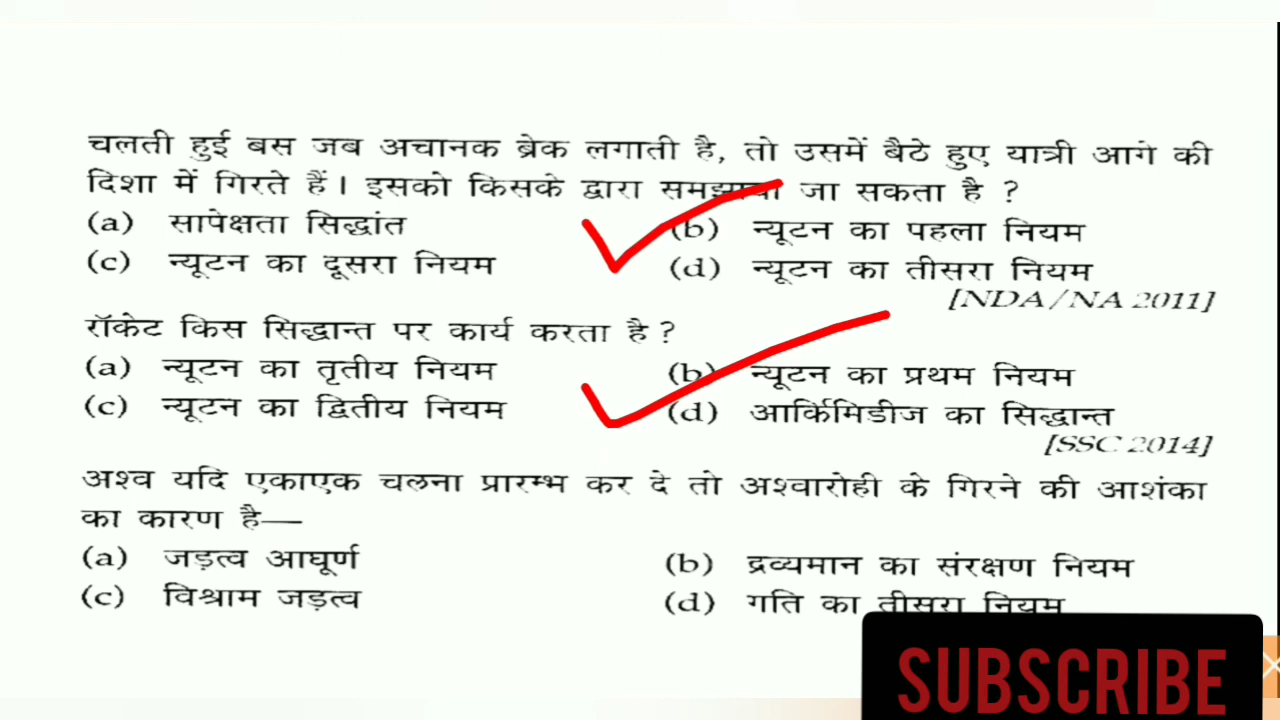 चलती हुई बस जब अचानक ब्रेक लगाती है, तो उसमें बैठे हुए यात्री आगे की
दिशा में गिरते हैं। इसको किसके द्वारा समझाया जा सकता है ?
(a) सापेक्षता सिद्धांत (b) न्यूटन का पहला नियम
(c) न्यूटन का दूसरा नियम (d) न्यूटन का तीसरा नियम
[NDA/NA 2011]
रॉकेट किस सिद्धान्त पर कार्य करता है ?
(a) न्यूटन का तृतीय नियम (b) न्यूटन का प्रथम नियम
(c) न्यूटन का द्वितीय नियम (d) आर्किमिडीज का सिद्धान्त
[SSC 2014]
अश्व यदि एकाएक चलना प्रारम्भ कर दे तो अश्वारोही के गिरने की आशंका
का कारण है—
(a) जड़त्व आघूर्ण (b) द्रव्यमान का संरक्षण नियम
(c) विश्राम जड़त्व (d) गति का तीसरा नियम
SUBSCRIBE